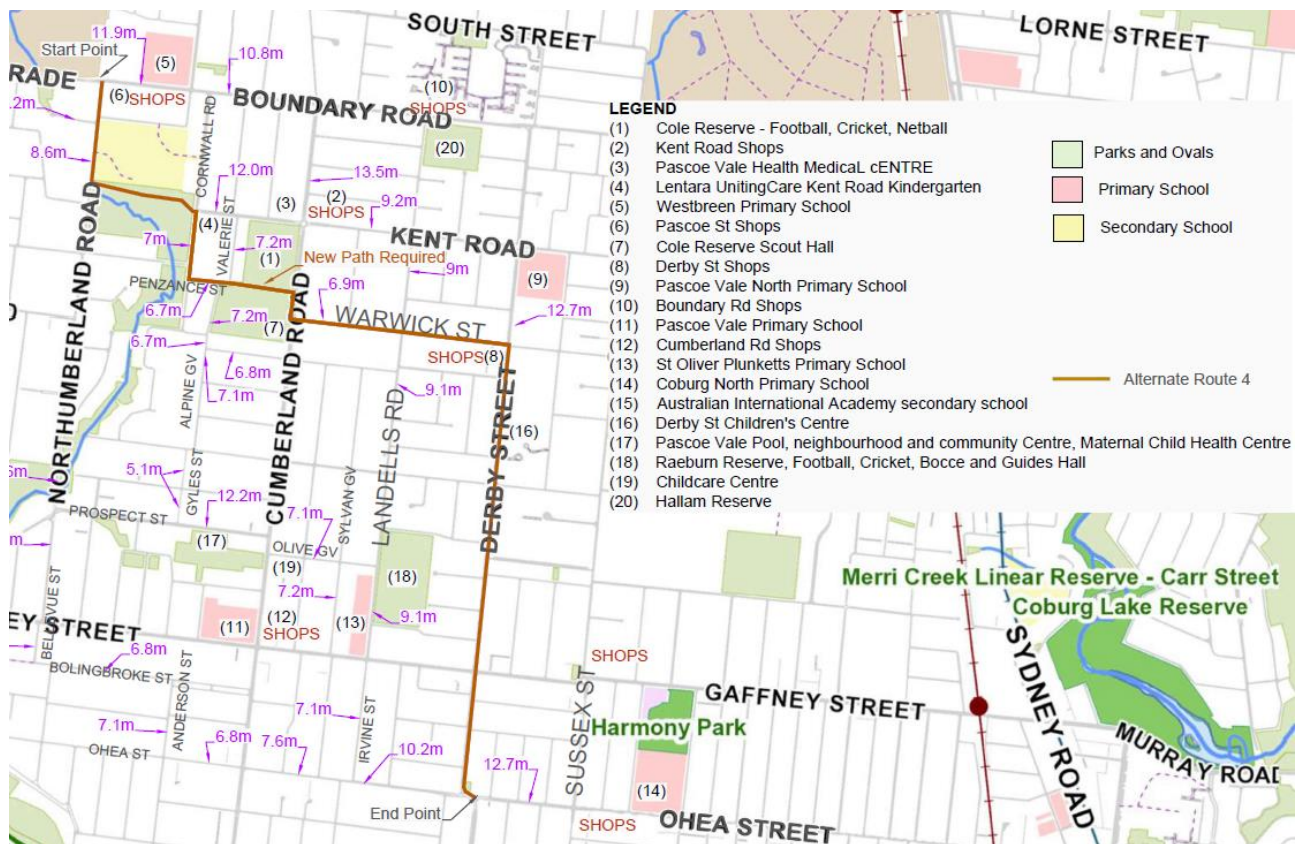 11.9m
Start Point
(5)
10.8m
SOUTH STREET
LORNE STREET
RADE
(6) SHOPS
BOUNDARY ROAD
(10)
SHOPS
(20)
.2m
8.6m
CORNWALL RD
12.0m
13.5m
(3)
(2)
SHOPS
9.2m
KENT ROAD
(4)
VALERIE ST
7m
7.2m
(1)
New Path Required
NORTHUMBERLAND ROAD
PENZANCE ST
6.7m
7.2m
(7)
CUMBERLAND ROAD
6.9m
9m
(9)
12.7m
WARWICK ST
SHOPS
(8)
6.7m
6.8m
7.1m
ALPINE GV
9.1m
LANDELLS RD
DERBY STREET
(16)
.6m
5.1m
GYLES ST
12.2m
PROSPECT ST
7.1m
SYLVAN GV
OLIVE GV
(17)
(19)
(18)
7.2m
9.1m
(12)
SHOPS
(13)
(11)
m
BELLEVUE ST
EY STREET
6.8m
BOLINGBROKE ST
ANDERSON ST
7.1m
OHEA ST
6.8m
7.6m
7.1m
IRVINE ST
10.2m
End Point
12.7m
SUSSEX ST
SHOPS
GAFFNEY STREET
Harmony Park
(14)
SHOPS
OHEA STREET
SYDNEY ROAD
MURRAY ROAD
Merri Creek Linear Reserve - Carr Street
Coburg Lake Reserve
LEGEND
(1) Cole Reserve - Football, Cricket, Netball
(2) Kent Road Shops
(3) Pascoe Vale Health MedicaL cENTRE
(4) Lentara UnitingCare Kent Road Kindergarten
(5) Westbreen Primary School
(6) Pascoe St Shops
(7) Cole Reserve Scout Hall
(8) Derby St Shops
(9) Pascoe Vale North Primary School
(10) Boundary Rd Shops
(11) Pascoe Vale Primary School
(12) Cumberland Rd Shops
(13) St Oliver Plunketts Primary School
(14) Coburg North Primary School
(15) Australian International Academy secondary school
(16) Derby St Children's Centre
(17) Pascoe Vale Pool, neighbourhood and community Centre, Maternal Child Health Centre
(18) Raeburn Reserve, Football, Cricket, Bocce and Guides Hall
(19) Childcare Centre
(20) Hallam Reserve
Parks and Ovals
Primary School
Secondary School
Alternate Route 4